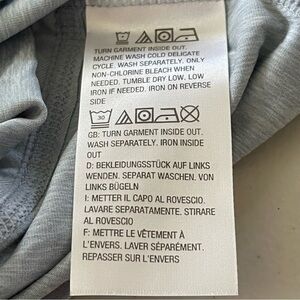 TURN GARMENT INSIDE OUT.
MACHINE WASH COLD DELICATE
CYCLE. WASH SEPARATELY. ONLY
NON-CHLORINE BLEACH WHEN
NEEDED. TUMBLE DRY LOW. LOW
IRON IF NEEDED. IRON ON REVERSE
SIDE
30
GB: TURN GARMENT INSIDE OUT.
WASH SEPARATELY. IRON INSIDE
OUT
D: BEKLEIDUNGSSTÜCK AUF LINKS
WENDEN. SEPARAT WASCHEN. VON
LINKS BÜGELN
I: METTER IL CAPO AL ROVESCIO.
LAVARE SEPARATAMENTE. STIRARE
AL ROVESCIO
F: METTRE LE VÊTEMENT À
L'ENVERS. LAVER SÉPARÉMENT.
REPASSER SUR L'ENVERS